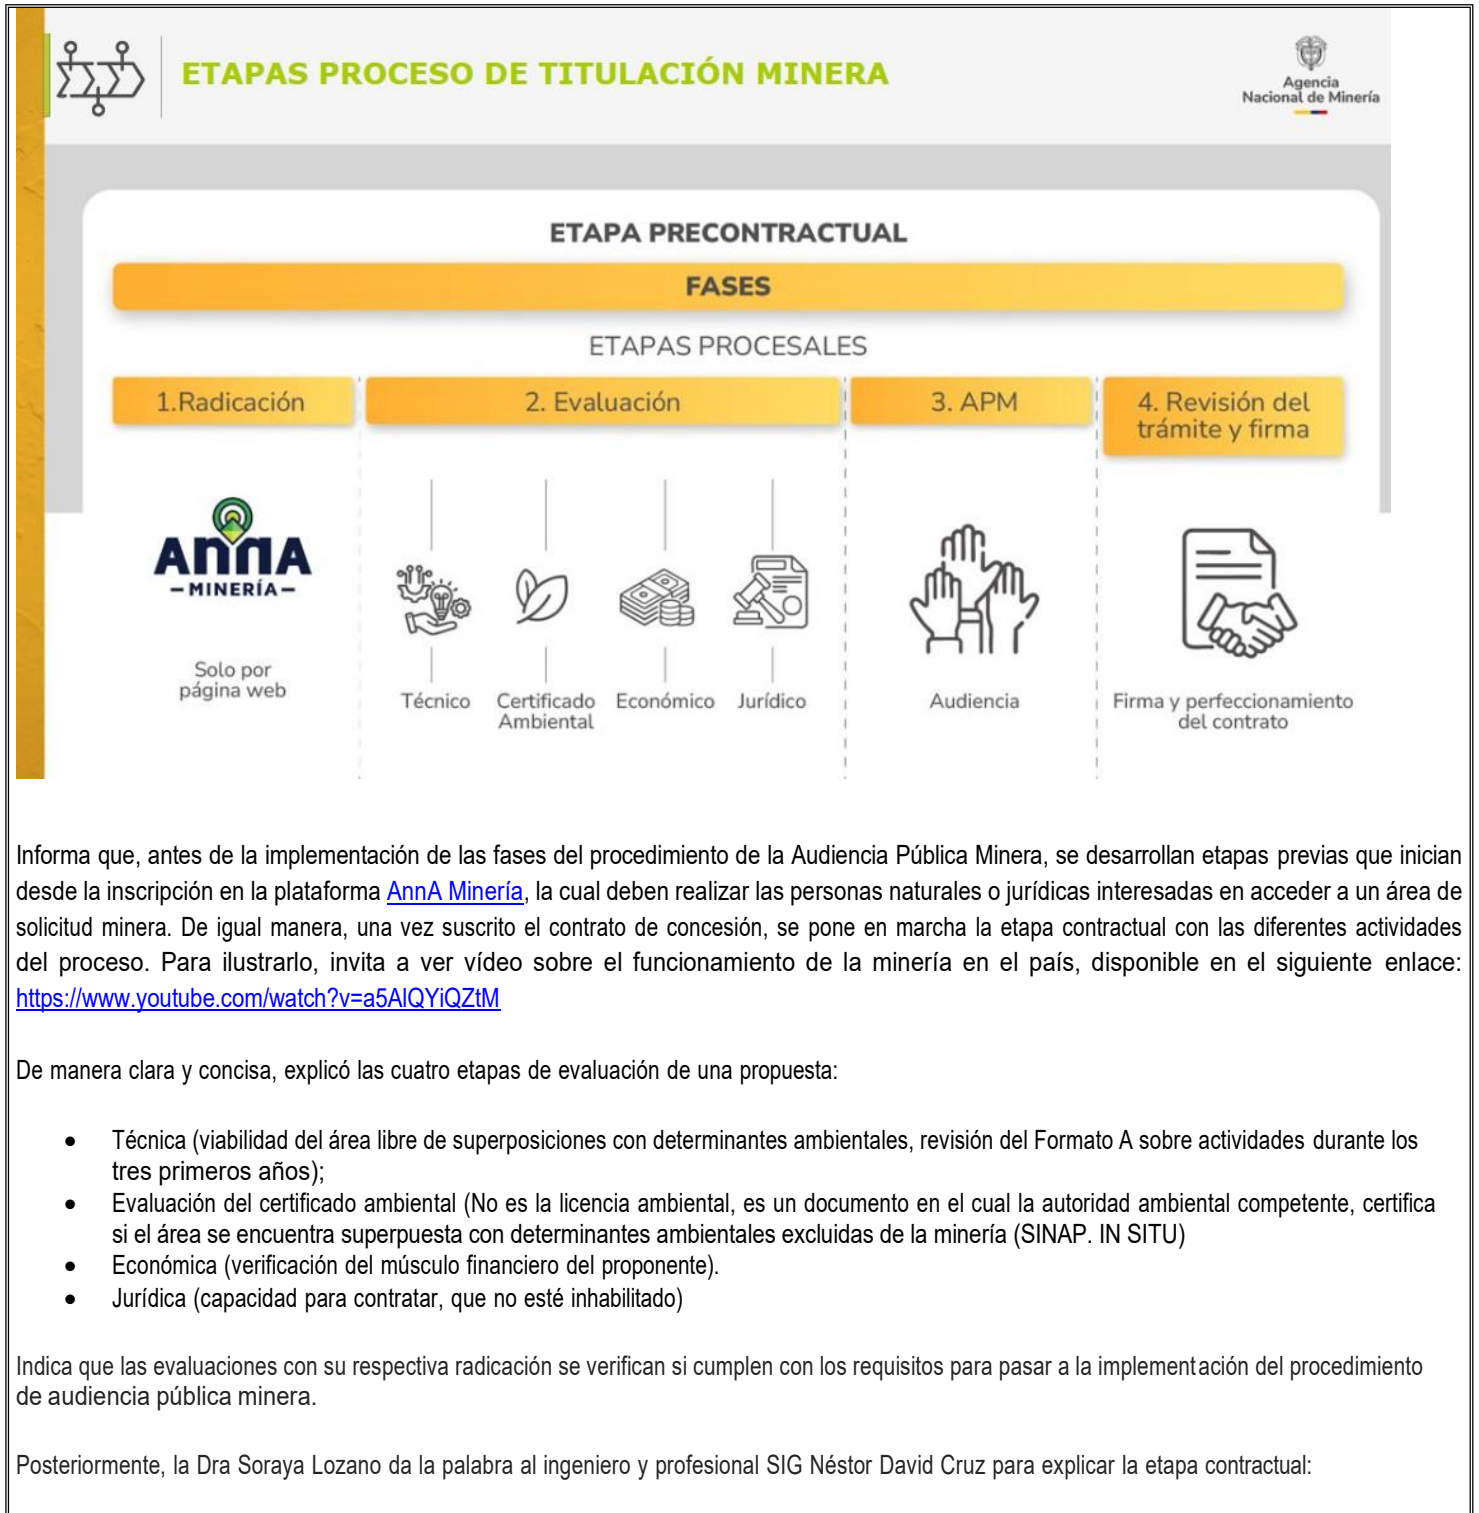 ETAPAS PROCESO DE TITULACIÓN MINERA
Agencia
Nacional de Minería
ETAPA PRECONTRACTUAL
FASES
ETAPAS PROCESALES
1.Radicación
2. Evaluación
3. APM
4. Revisión del
trámite y firma
ANNA
–MINERÍA–
Solo por
página web
Técnico
Certificado
Ambiental
Económico
Jurídico
Audiencia
Firma y perfeccionamiento
del contrato
Informa que, antes de la implementación de las fases del procedimiento de la Audiencia Pública Minera, se desarrollan etapas previas que inician
desde la inscripción en la plataforma AnnA Minería, la cual deben realizar las personas naturales o jurídicas interesadas en acceder a un área de
solicitud minera. De igual manera, una vez suscrito el contrato de concesión, se pone en marcha la etapa contractual con las diferentes actividades
del proceso. Para ilustrarlo, invita a ver vídeo sobre el funcionamiento de la minería en el país, disponible en el siguiente enlace:
https://www.youtube.com/watch?v=a5AlQYiQZtM
De manera clara y concisa, explicó las cuatro etapas de evaluación de una propuesta:
• Técnica (viabilidad del área libre de superposiciones con determinantes ambientales, revisión del Formato A sobre actividades durante los
tres primeros años);
• Evaluación del certificado ambiental (No es la licencia ambiental, es un documento en el cual la autoridad ambiental competente, certifica
si el área se encuentra superpuesta con determinantes ambientales excluidas de la minería (SINAP. IN SITU)
• Económica (verificación del músculo financiero del proponente).
• Jurídica (capacidad para contratar, que no esté inhabilitado)
Indica que las evaluaciones con su respectiva radicación se verifican si cumplen con los requisitos para pasar a la implementación del procedimiento
de audiencia pública minera.
Posteriormente, la Dra Soraya Lozano da la palabra al ingeniero y profesional SIG Néstor David Cruz para explicar la etapa contractual: